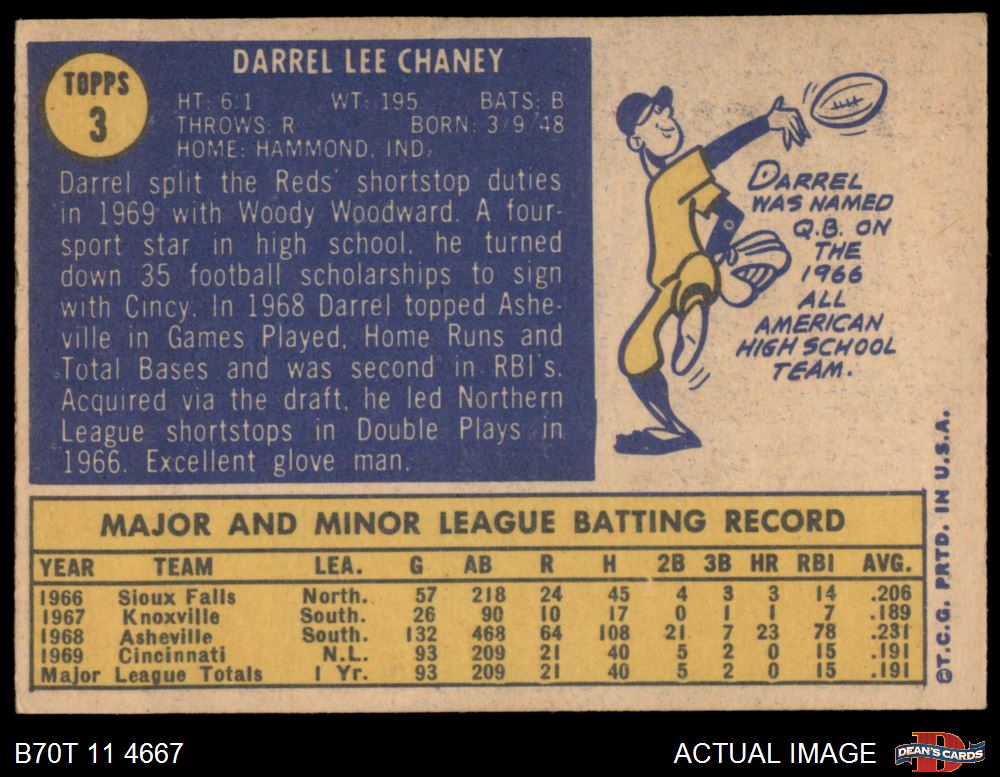 TOPPS
3
DARREL LEE CHANEY
HT: 6:1 WT: 195 BATS: B
THROWS: R BORN: 3/9/48
HOME: HAMMOND, IND.
Darrel split the Reds' shortstop duties
in 1969 with Woody Woodward. A four-
sport star in high school, he turned
down 35 football scholarships to sign
with Cincy. In 1968 Darrel topped Ashe-
ville in Games Played, Home Runs and
Total Bases and was second in RBI's.
Acquired via the draft, he led Northern
League shortstops in Double Plays in
1966. Excellent glove man.
DARREL
WAS NAMED
Q.B. ON
THE
1966
ALL
AMERICAN
HIGH SCHOOL
TEAM.
MAJOR AND MINOR LEAGUE BATTING RECORD
YEAR TEAM LEA. G AB R H 2B 3B HR RBI AVG.
1966 Sioux Falls North. 57 218 24 45 4 3 3 14 .206
1967 Knoxville South. 26 90 10 17 0 1 1 7 .189
1968 Asheville South. 132 468 64 108 21 7 23 78 .231
1969 Cincinnati N.L. 93 209 21 40 5 2 0 15 .191
Major League Totals 1 Yr. 93 209 21 40 5 2 0 15 .191
©T.C.G. PRTD. IN U.S.A.
B70T 11 4667
ACTUAL IMAGE
D
DEAN'S CARDS